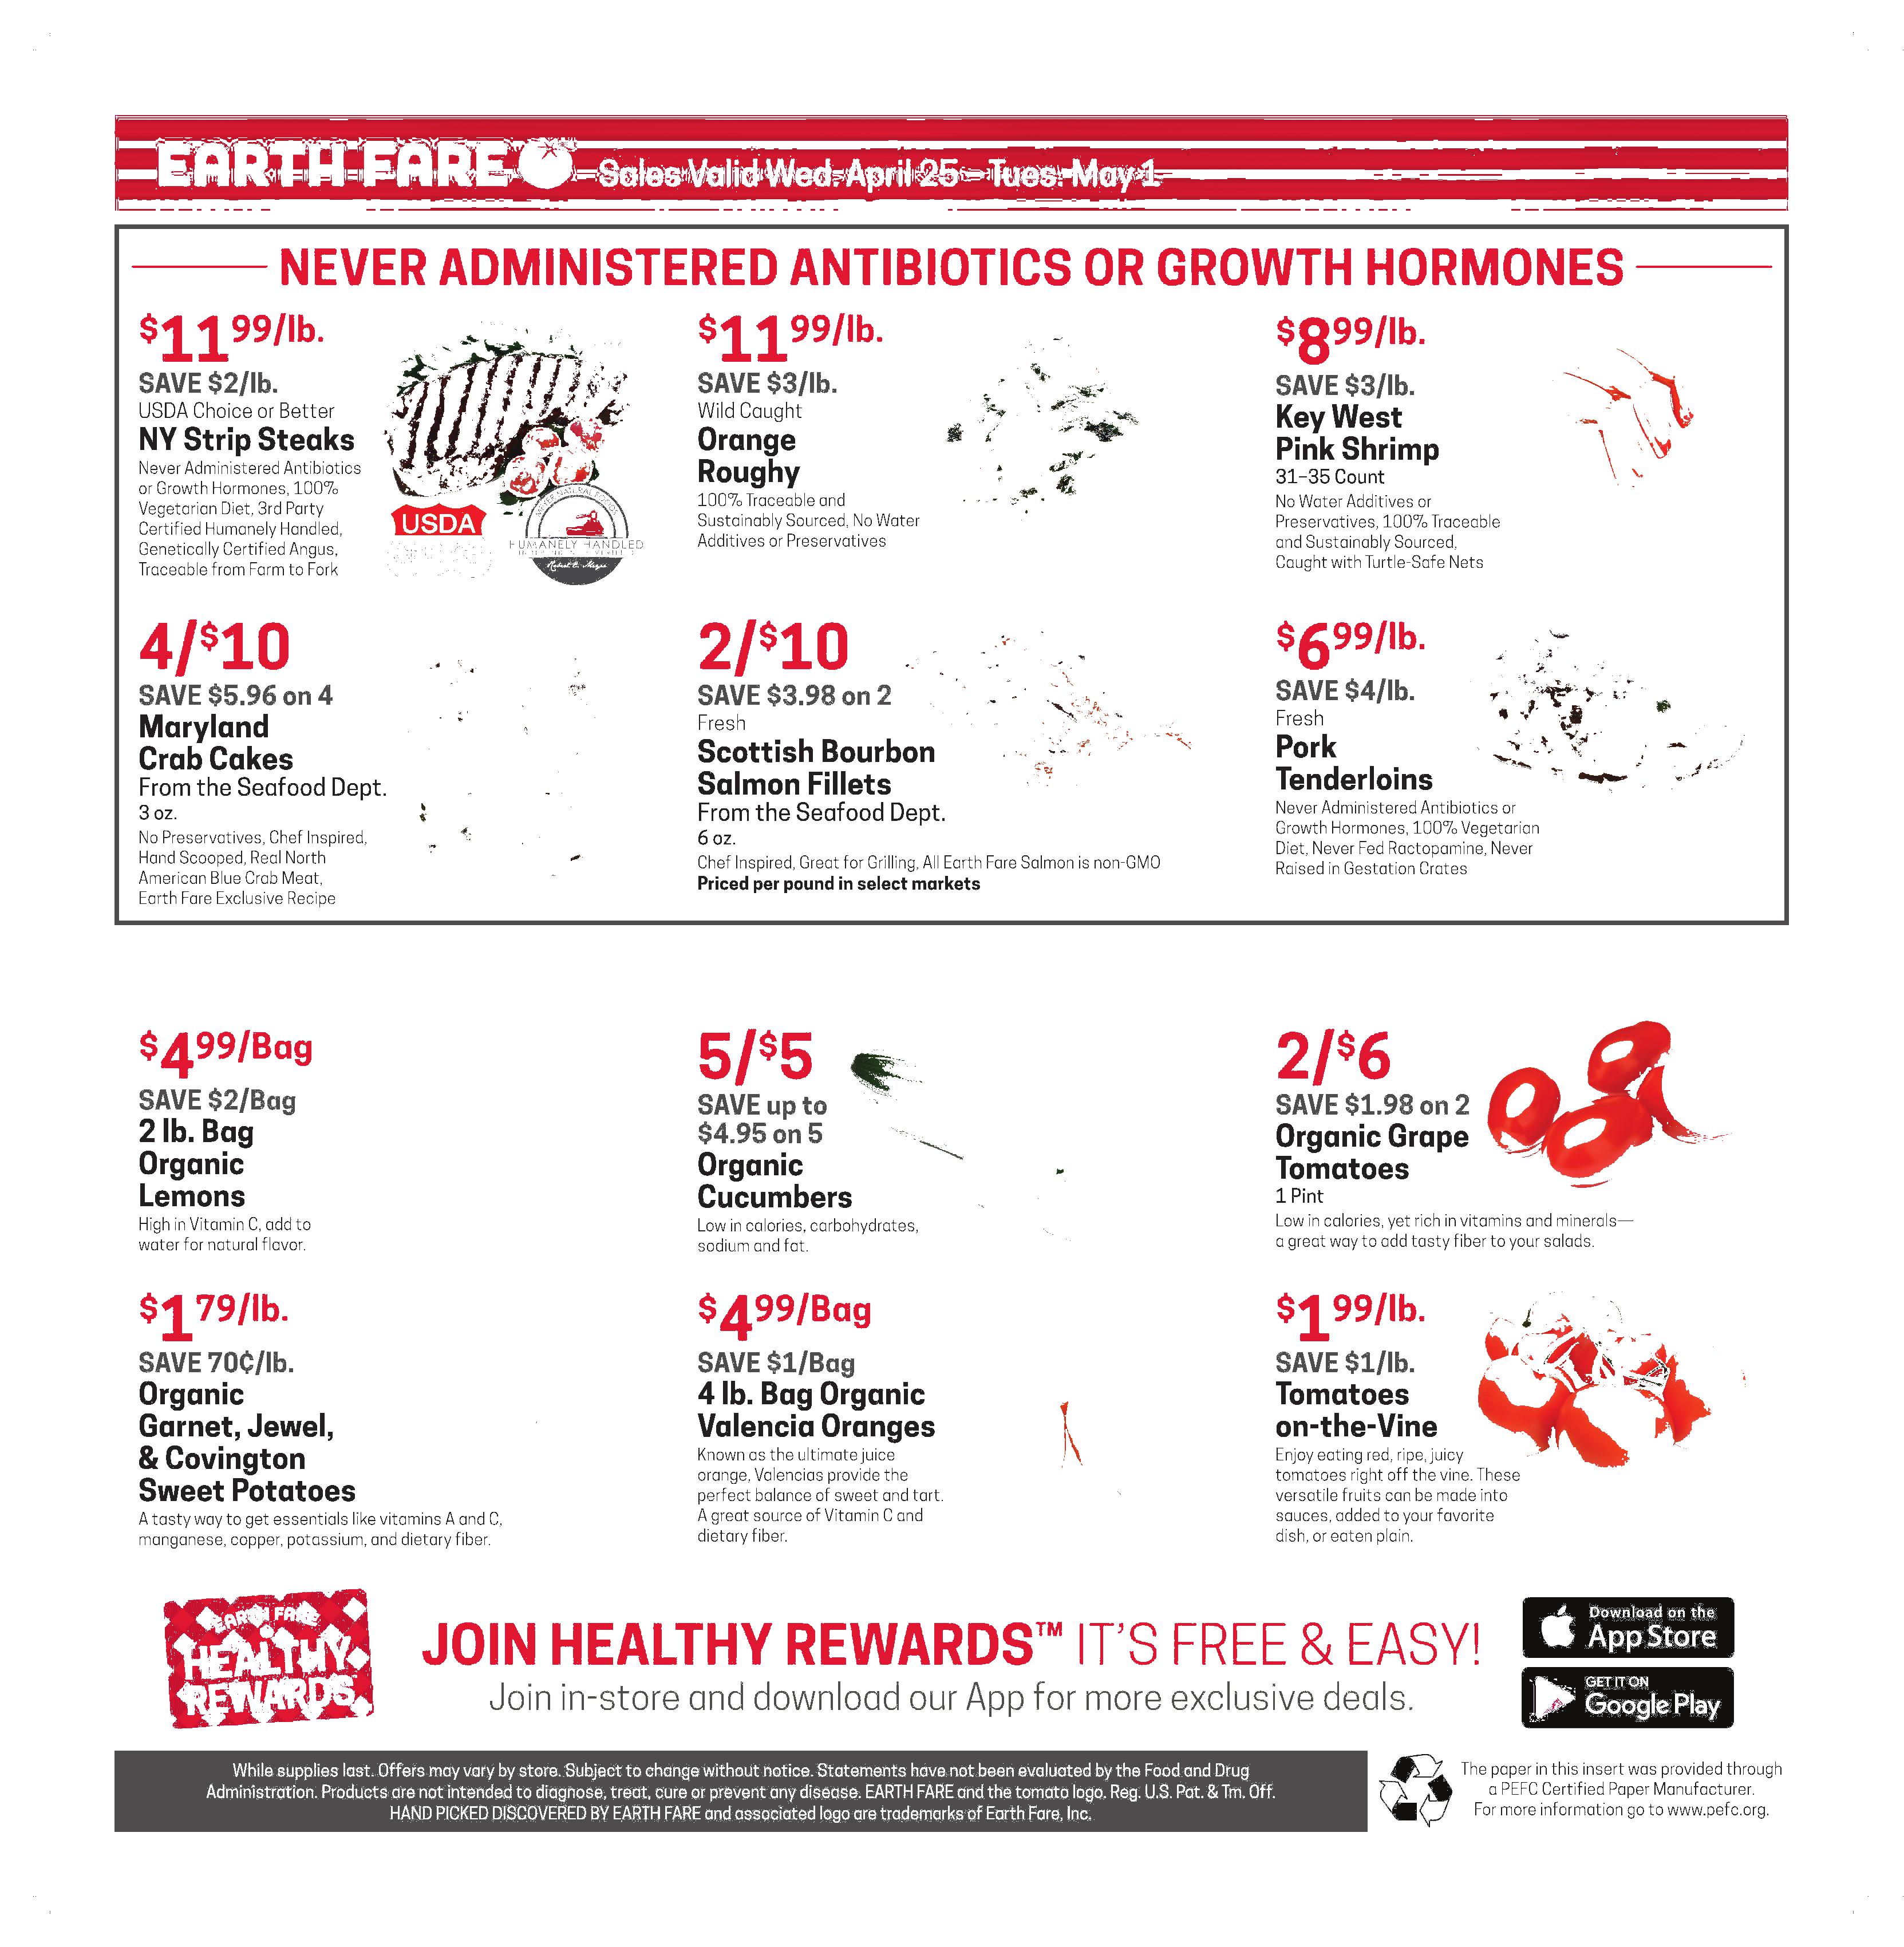 EARTH FARE Sales Valid Wed. April 25 – Tues. May 1
NEVER ADMINISTERED ANTIBIOTICS OR GROWTH HORMONES
$11 99/lb.
SAVE $2/lb.
USDA Choice or Better
NY Strip Steaks
Never Administered Antibiotics
or Growth Hormones, 100%
Vegetarian Diet, 3rd Party
Certified Humanely Handled,
Genetically Certified Angus,
Traceable from Farm to Fork
USDA
HUMANELY HANDLED
$11 99/lb.
SAVE $3/lb.
Wild Caught
Orange
Roughy
100% Traceable and
Sustainably Sourced, No Water
Additives or Preservatives
$8 99/lb.
SAVE $3/lb.
Key West
Pink Shrimp
31–35 Count
No Water Additives or
Preservatives, 100% Traceable
and Sustainably Sourced,
Caught with Turtle-Safe Nets
4/$10
SAVE $5.96 on 4
Maryland
Crab Cakes
From the Seafood Dept.
3 oz.
No Preservatives, Chef Inspired,
Hand Scooped, Real North
American Blue Crab Meat,
Earth Fare Exclusive Recipe
2/$10
SAVE $3.98 on 2
Fresh
Scottish Bourbon
Salmon Fillets
From the Seafood Dept.
6 oz.
Chef Inspired, Great for Grilling, All Earth Fare Salmon is non-GMO
Priced per pound in select markets
$6 99/lb.
SAVE $4/lb.
Fresh
Pork
Tenderloins
Never Administered Antibiotics or
Growth Hormones, 100% Vegetarian
Diet, Never Fed Ractopamine, Never
Raised in Gestation Crates
$4 99/Bag
SAVE $2/Bag
2 lb. Bag
Organic
Lemons
High in Vitamin C, add to
water for natural flavor.
5/$5
SAVE up to
$4.95 on 5
Organic
Cucumbers
Low in calories, carbohydrates,
sodium and fat.
2/$6
SAVE $1.98 on 2
Organic Grape
Tomatoes
1 Pint
Low in calories, yet rich in vitamins and minerals—
a great way to add tasty fiber to your salads.
$1 79/lb.
SAVE 70¢/lb.
Organic
Garnet, Jewel,
& Covington
Sweet Potatoes
A tasty way to get essentials like vitamins A and C,
manganese, copper, potassium, and dietary fiber.
$4 99/Bag
SAVE $1/Bag
4 lb. Bag Organic
Valencia Oranges
Known as the ultimate juice
orange, Valencias provide the
perfect balance of sweet and tart.
A great source of Vitamin C and
dietary fiber.
$1 99/lb.
SAVE $1/lb.
Tomatoes
on-the-Vine
Enjoy eating red, ripe, juicy
tomatoes right off the vine. These
versatile fruits can be made into
sauces, added to your favorite
dish, or eaten plain.
EARTH FARE
HEALTHY
REWARDS
JOIN HEALTHY REWARDS™ IT'S FREE & EASY!
Join in-store and download our App for more exclusive deals.
Download on the
App Store
GET IT ON
Google Play
While supplies last. Offers may vary by store. Subject to change without notice. Statements have not been evaluated by the Food and Drug
Administration. Products are not intended to diagnose, treat, cure or prevent any disease. EARTH FARE and the tomato logo, Reg. U.S. Pat. & Tm. Off.
HAND PICKED DISCOVERED BY EARTH FARE and associated logo are trademarks of Earth Fare, Inc.
The paper in this insert was provided through
a PEFC Certified Paper Manufacturer.
For more information go to www.pefc.org.